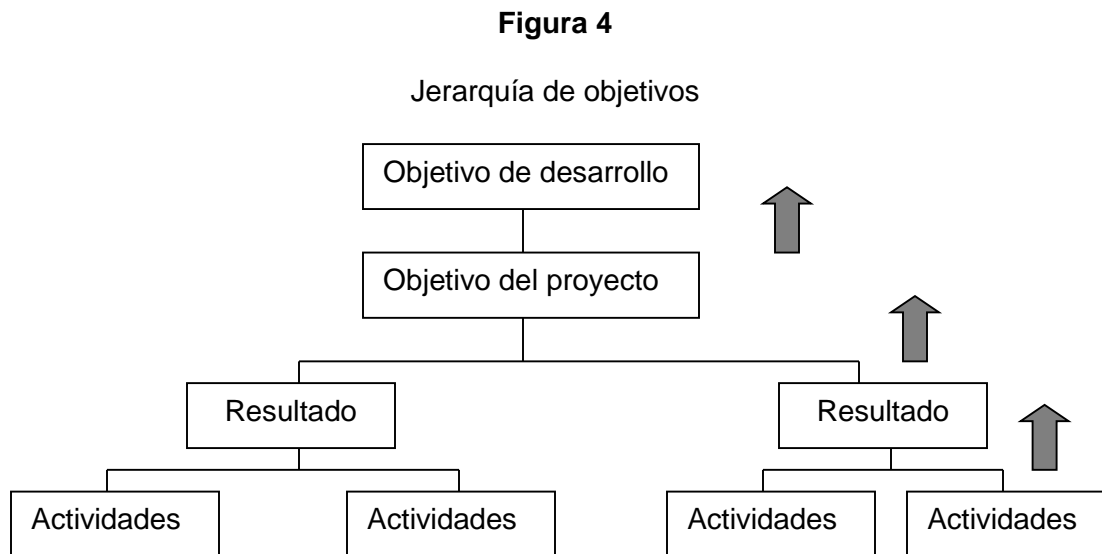 Figura 4
Jerarquía de objetivos
Objetivo de desarrollo
Objetivo del proyecto
Resultado
Resultado
Actividades
Actividades
Actividades
Actividades